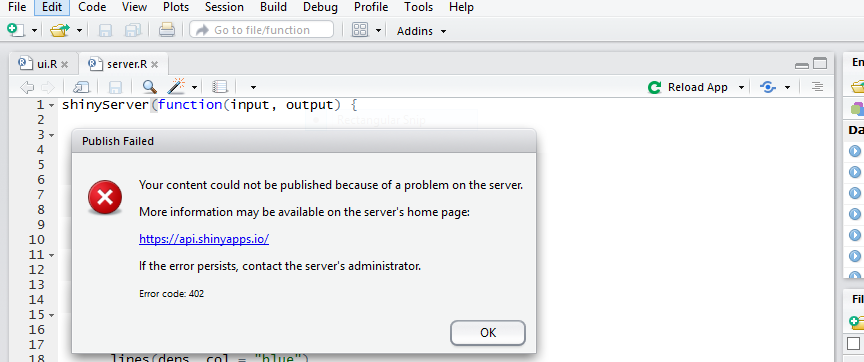 File Edit Code View Plots Session Build Debug Profile Tools Help
Go to file/function Addins
ui.R server.R
Reload App
1 shinyServer(function(input, output) {
2
3
Publish Failed
4
5
Your content could not be published because of a problem on the server.
6
7
More information may be available on the server's home page:
8
9
https://api.shinyapps.io/
10
11
If the error persists, contact the server's administrator.
12
13
Error code: 402
14
15
16
OK
17
18 lines(dens, col = "blue")
En
Da
Fil